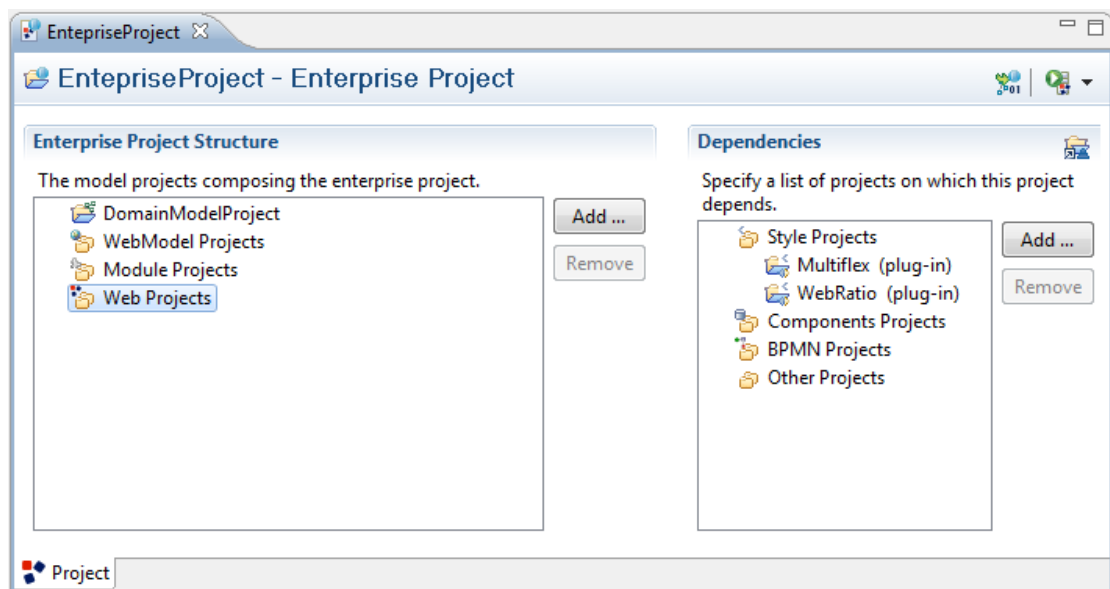 EntepriseProject
EntepriseProject - Enterprise Project
01
Enterprise Project Structure
The model projects composing the enterprise project.
DomainModelProject
WebModel Projects
Module Projects
Web Projects
Add ...
Remove
Dependencies
Specify a list of projects on which this project
depends.
Style Projects
Multiflex (plug-in)
WebRatio (plug-in)
Components Projects
BPMN Projects
Other Projects
Add ...
Remove
Project